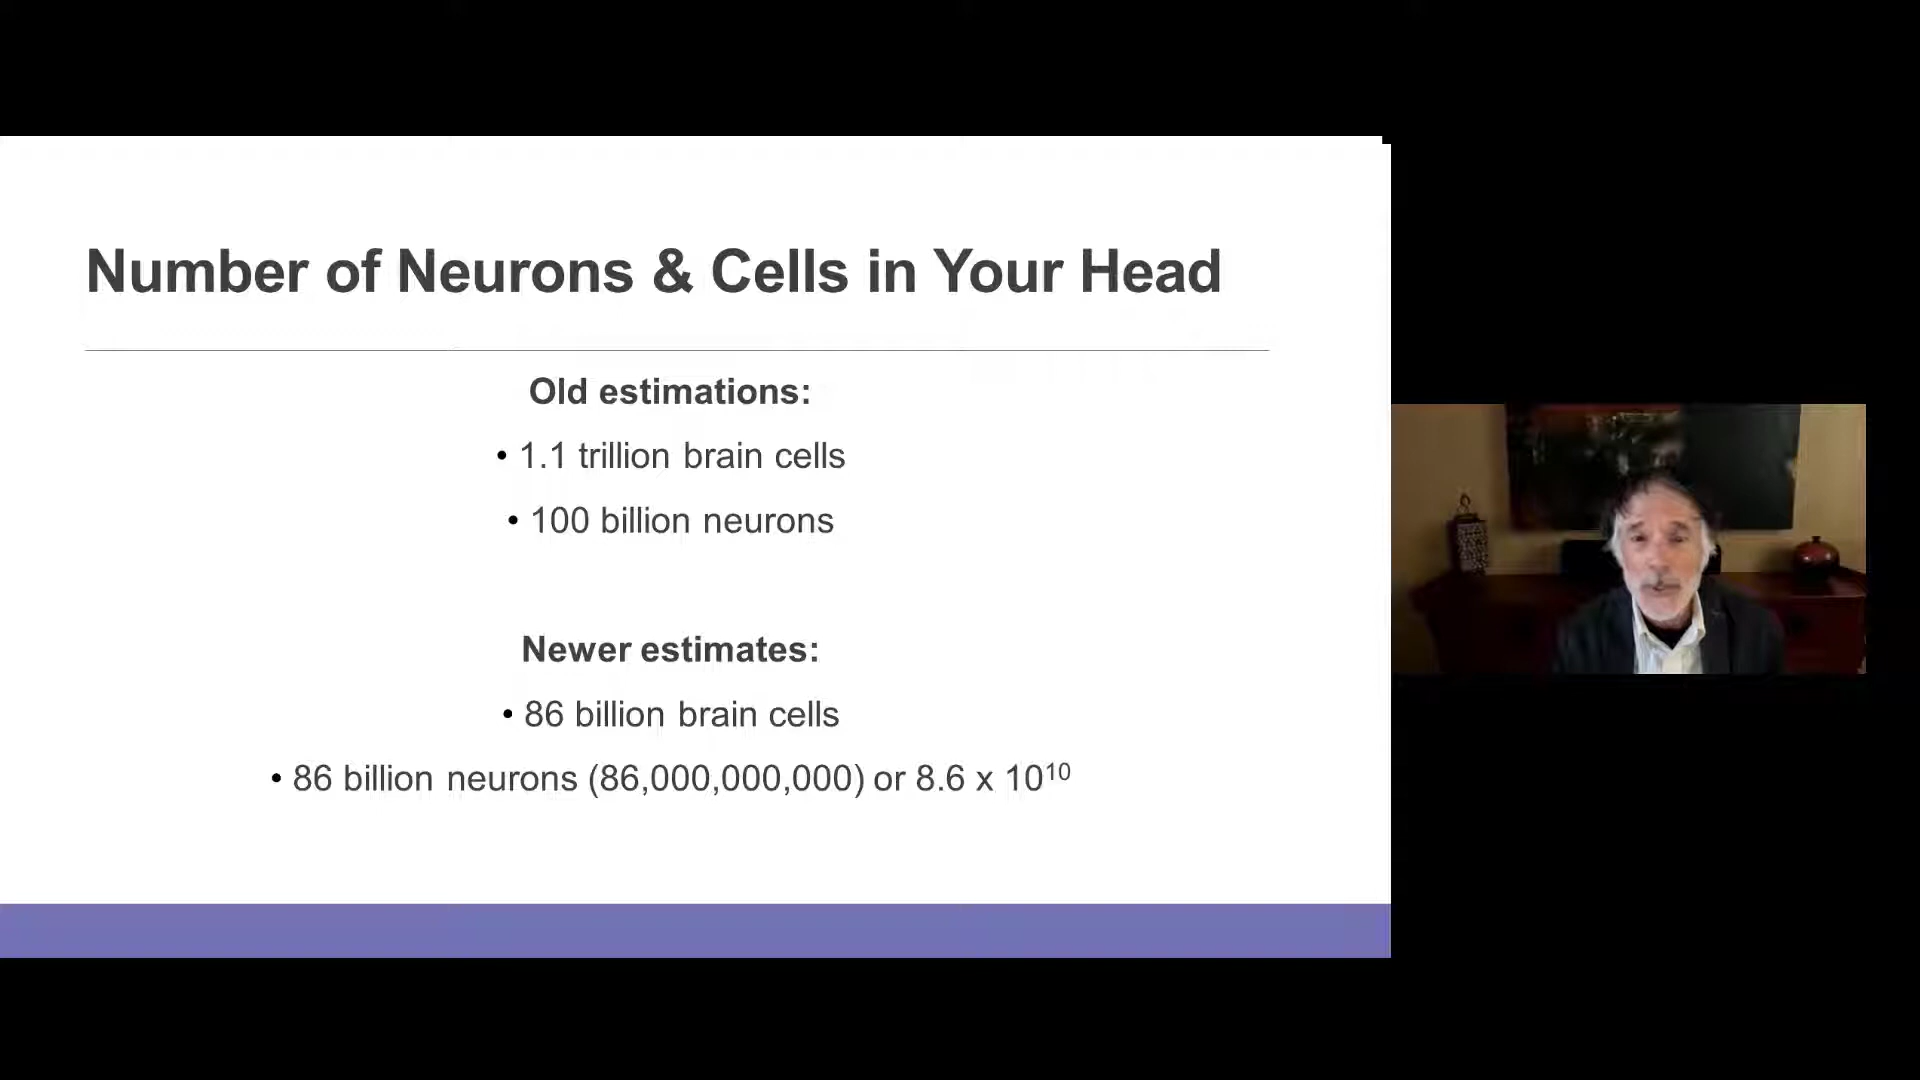 Number of Neurons & Cells in Your Head
Old estimations:
• 1.1 trillion brain cells
• 100 billion neurons
Newer estimates:
• 86 billion brain cells
• 86 billion neurons (86,000,000,000) or 8.6 x 10¹⁰